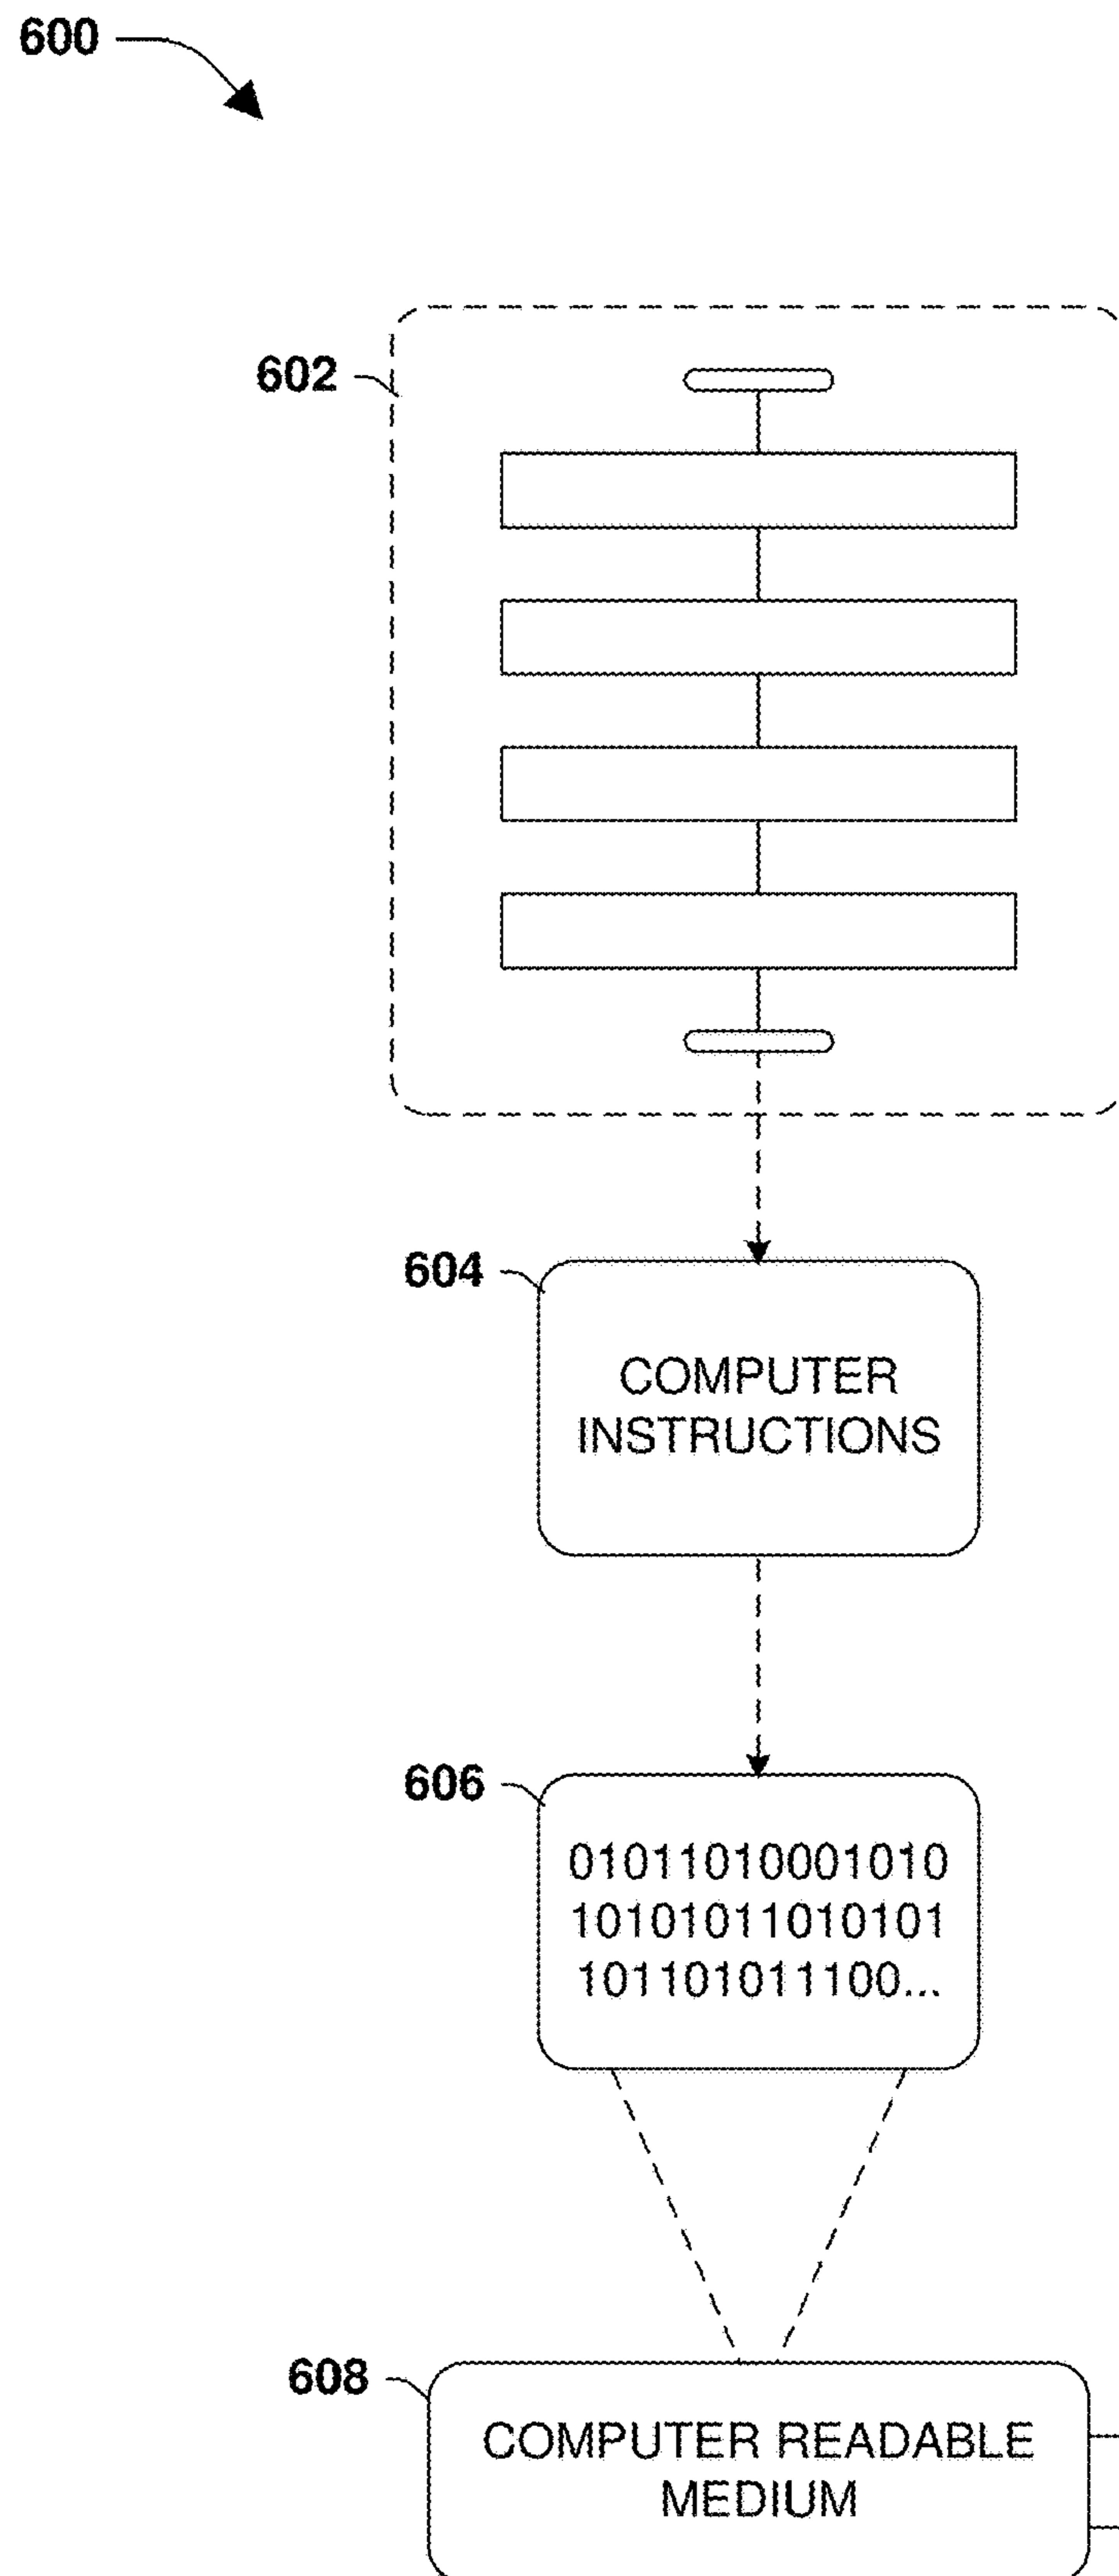 600
602
604
COMPUTER
INSTRUCTIONS
606
01011010001010
10101011010101
101101011100...
608
COMPUTER READABLE
MEDIUM